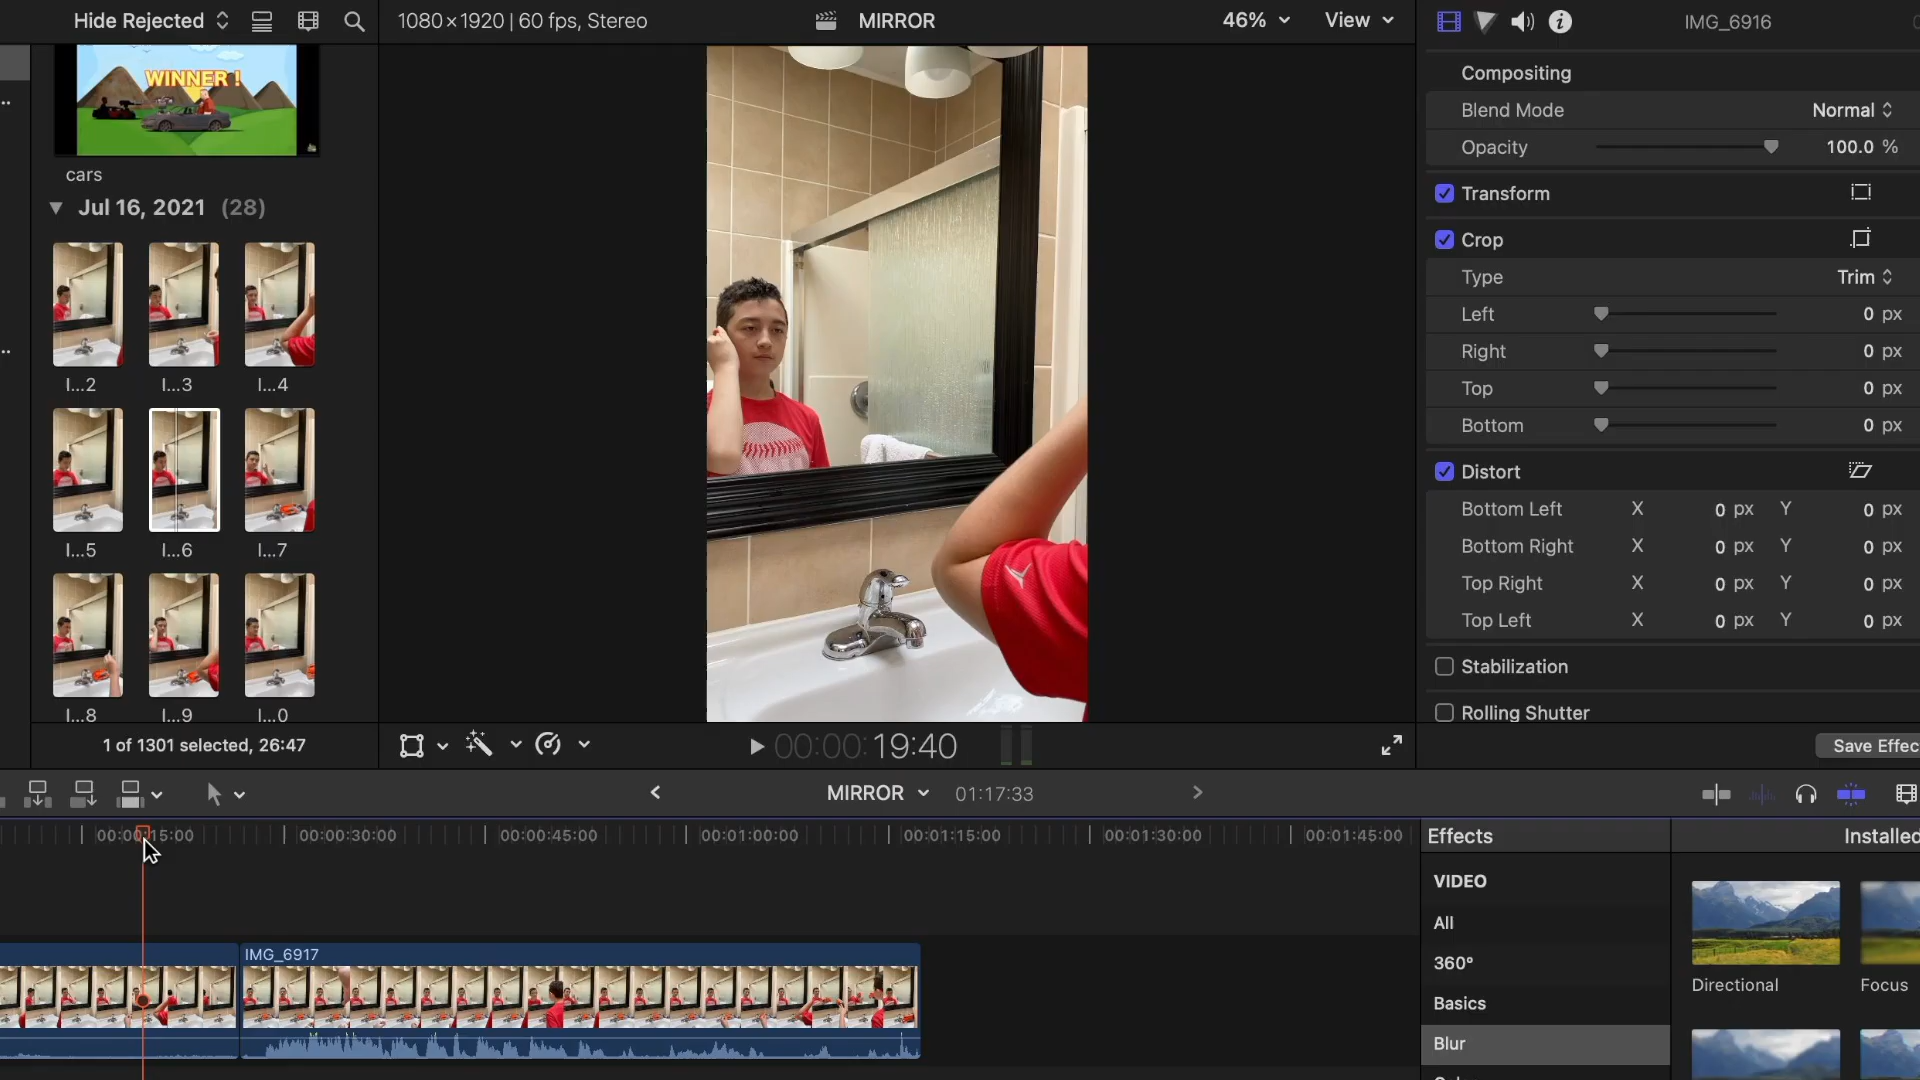 Hide Rejected
1080×1920 | 60 fps, Stereo
MIRROR
46%
View
IMG_6916
WINNER !
cars
Jul 16, 2021 (28)
I...2
I...3
I...4
I...5
I...6
I...7
I...8
I...9
I...0
1 of 1301 selected, 26:47
00:00:19:40
Compositing
Blend Mode
Normal
Opacity
100.0 %
Transform
Crop
Type
Trim
Left
0 px
Right
0 px
Top
0 px
Bottom
0 px
Distort
Bottom Left X 0 px Y 0 px
Bottom Right X 0 px Y 0 px
Top Right X 0 px Y 0 px
Top Left X 0 px Y 0 px
Stabilization
Rolling Shutter
Save Effec
MIRROR
01:17:33
00:00:15:00
00:00:30:00
00:00:45:00
00:01:00:00
00:01:15:00
00:01:30:00
00:01:45:00
IMG_6917
Effects
Installed
VIDEO
All
360°
Basics
Blur
Directional
Focus